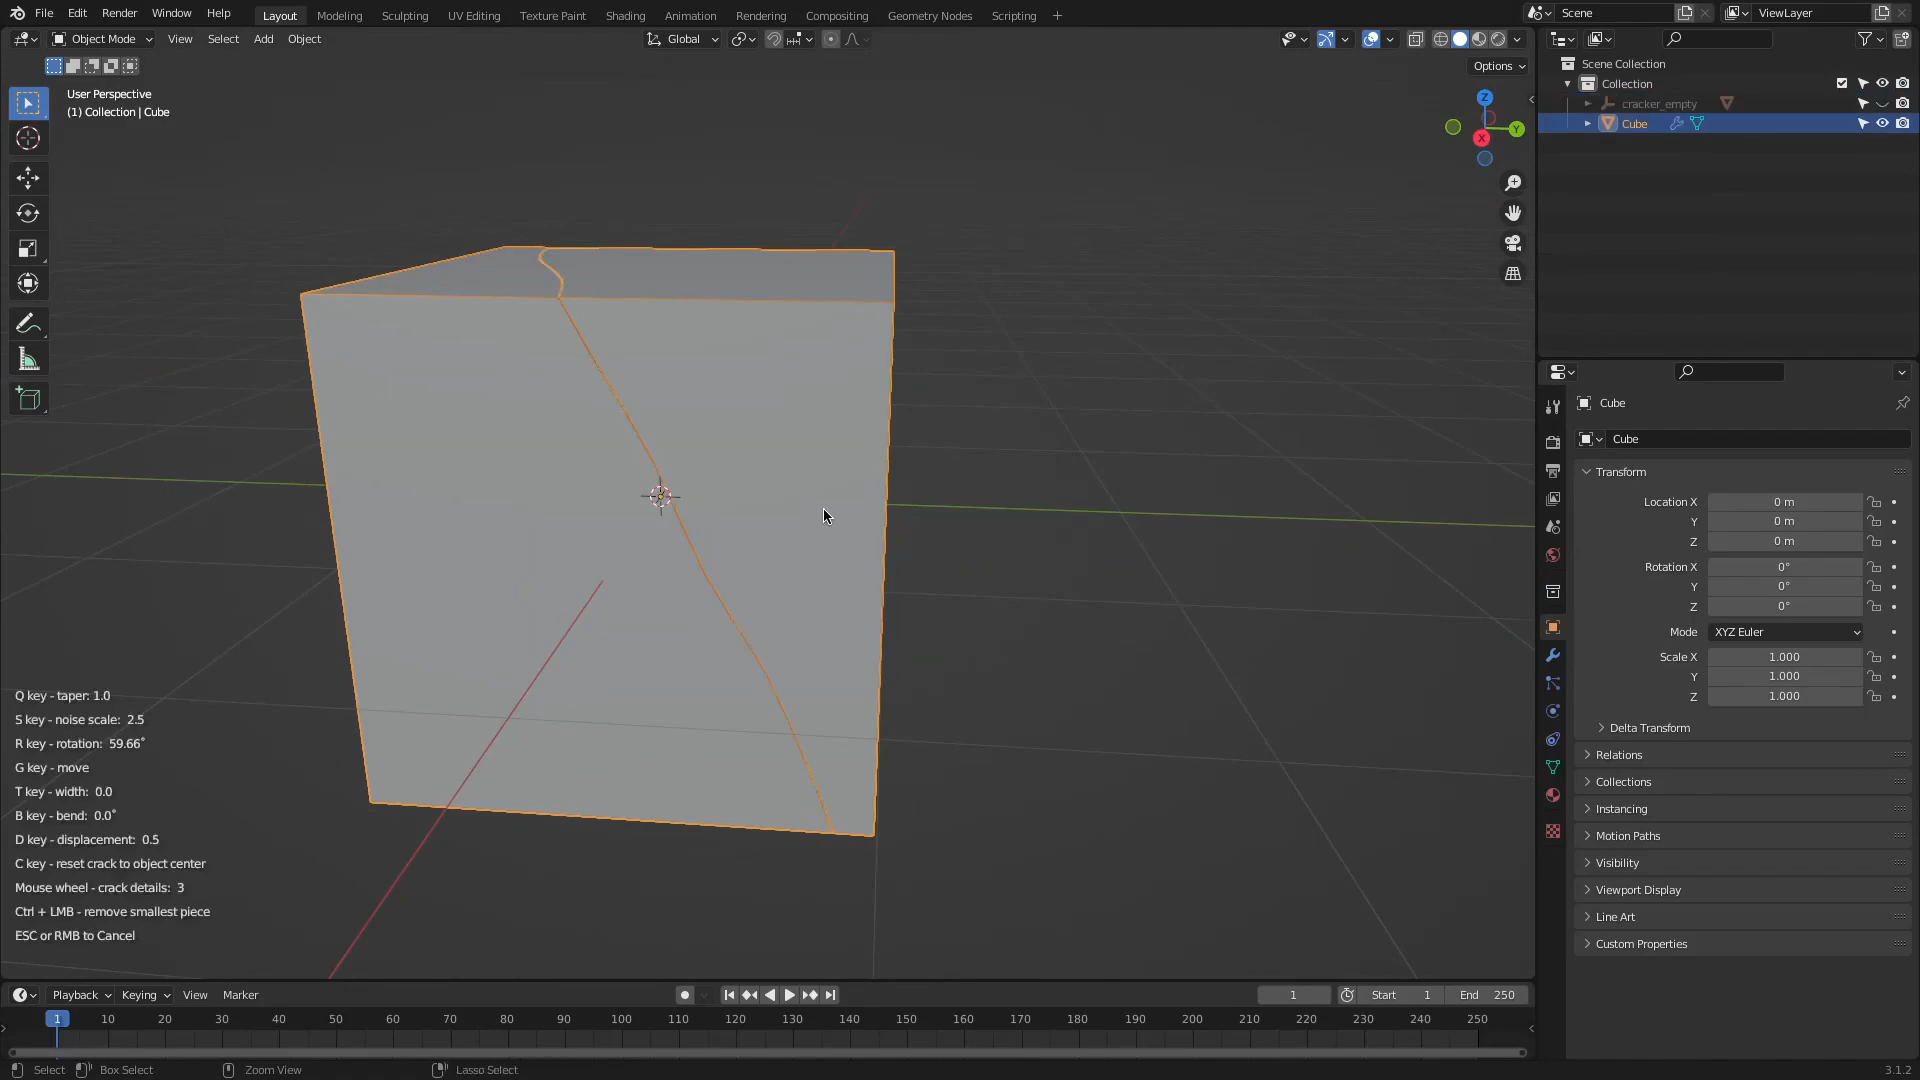 File Edit Render Window Help Layout Modeling Sculpting UV Editing Texture Paint Shading Animation Rendering Compositing Geometry Nodes Scripting + Scene ViewLayer
Object Mode View Select Add Object Global
Options
User Perspective
(1) Collection | Cube
Z
Y
X
Scene Collection
Collection
cracker_empty
Cube
Cube
Cube
Transform
Location X 0 m
Y 0 m
Z 0 m
Rotation X 0°
Y 0°
Z 0°
Mode XYZ Euler
Scale X 1.000
Y 1.000
Z 1.000
Delta Transform
Relations
Collections
Instancing
Motion Paths
Visibility
Viewport Display
Line Art
Custom Properties
Q key - taper: 1.0
S key - noise scale: 2.5
R key - rotation: 59.66°
G key - move
T key - width: 0.0
B key - bend: 0.0°
D key - displacement: 0.5
C key - reset crack to object center
Mouse wheel - crack details: 3
Ctrl + LMB - remove smallest piece
ESC or RMB to Cancel
Playback Keying View Marker 1 Start 1 End 250
1 10 20 30 40 50 60 70 80 90 100 110 120 130 140 150 160 170 180 190 200 210 220 230 240 250
Select Box Select Zoom View Lasso Select 3.1.2